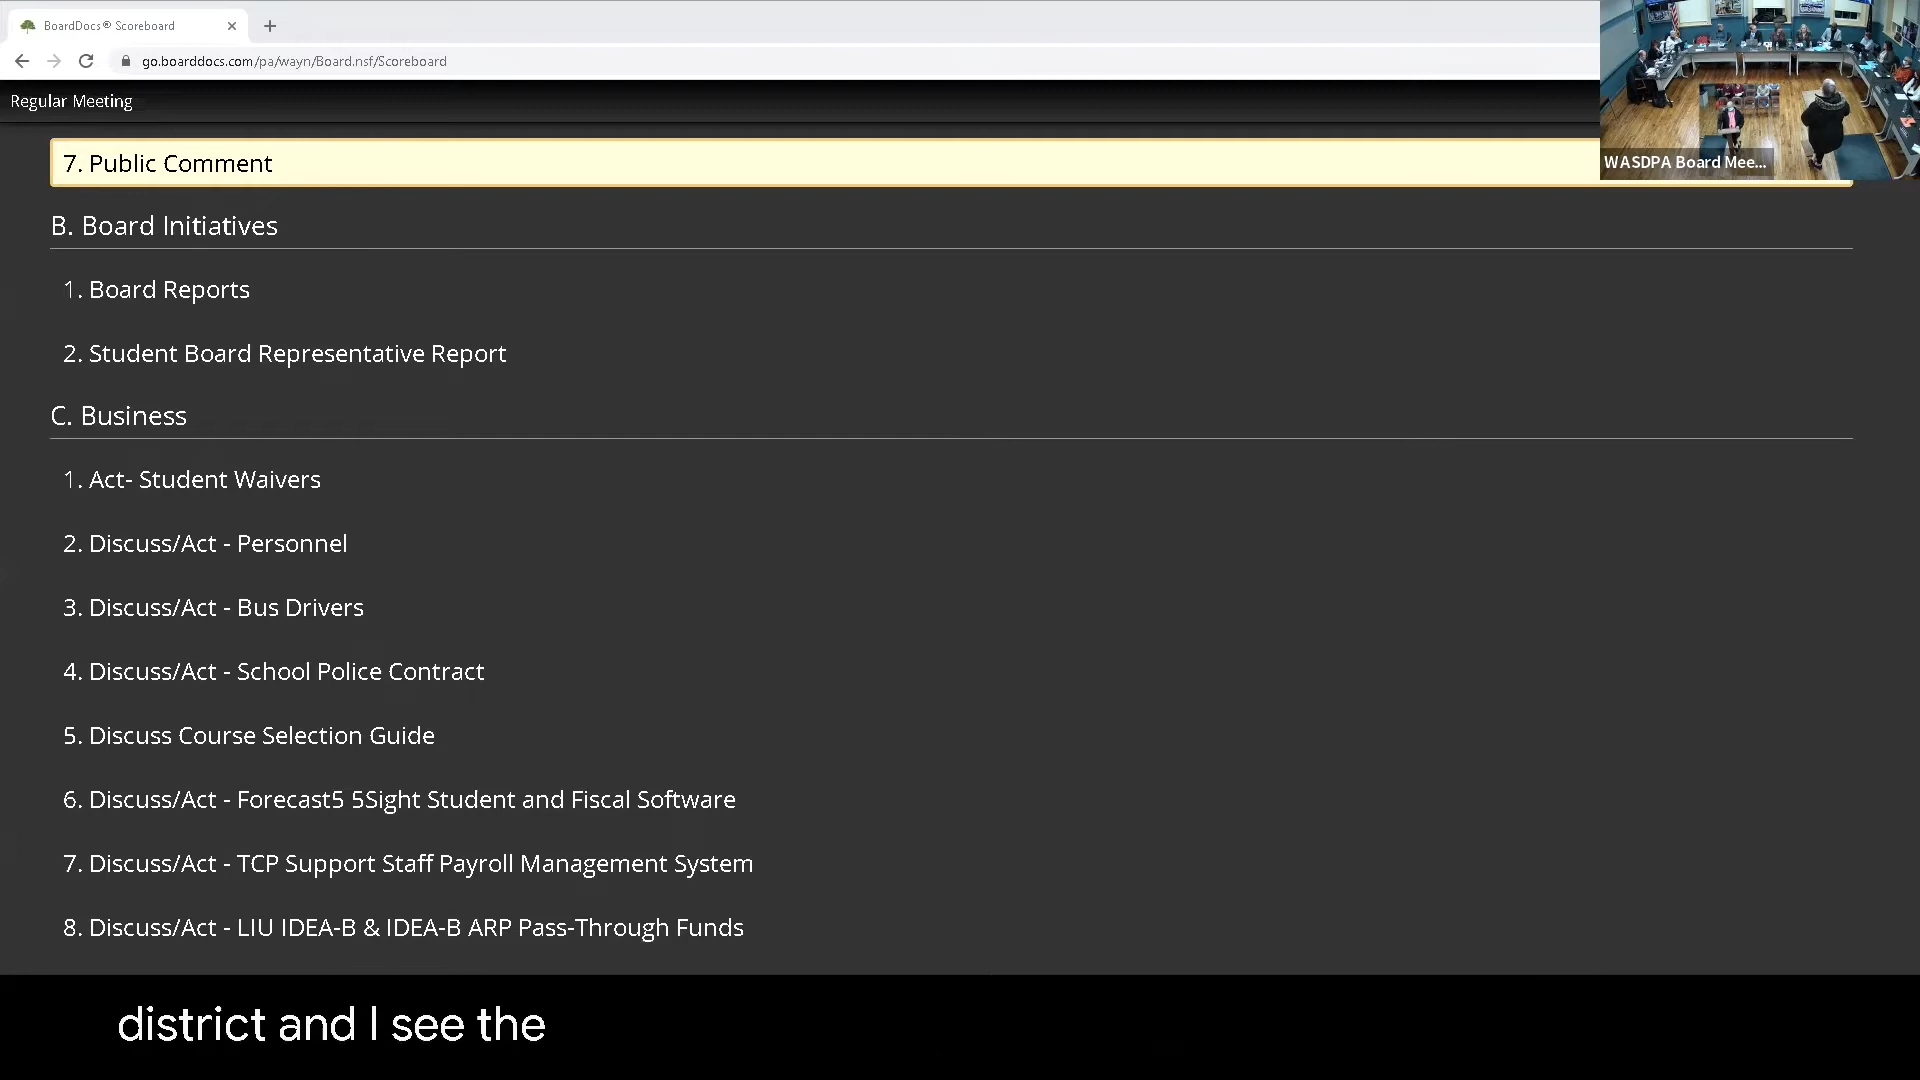 BoardDocs® Scoreboard
go.boarddocs.com/pa/wayn/Board.nsf/Scoreboard
Regular Meeting
WASDPA Board Mee...
7. Public Comment
B. Board Initiatives
1. Board Reports
2. Student Board Representative Report
C. Business
1. Act- Student Waivers
2. Discuss/Act - Personnel
3. Discuss/Act - Bus Drivers
4. Discuss/Act - School Police Contract
5. Discuss Course Selection Guide
6. Discuss/Act - Forecast5 5Sight Student and Fiscal Software
7. Discuss/Act - TCP Support Staff Payroll Management System
8. Discuss/Act - LIU IDEA-B & IDEA-B ARP Pass-Through Funds
district and I see the